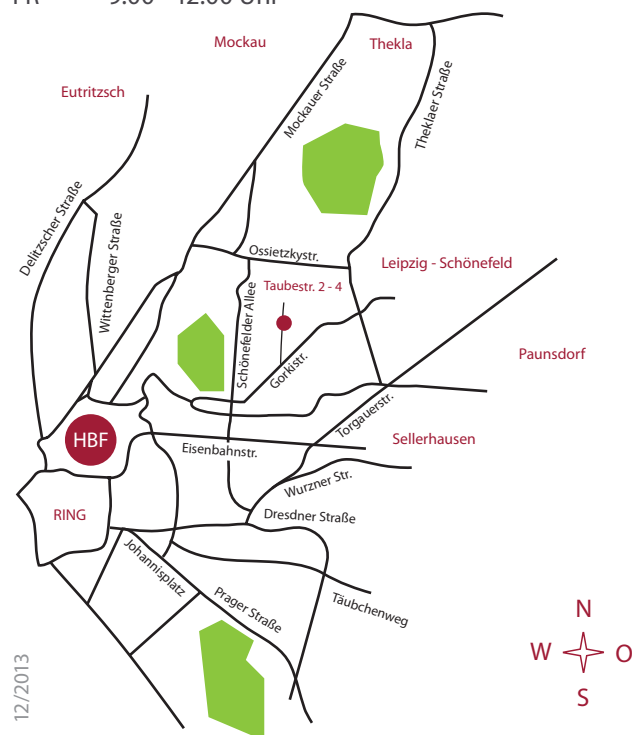 Mockau
Thekla
Eutritzsch
Mockauer Straße
Theklaer Straße
Delitzscher Straße
Wittenberger Straße
Ossietzkystr.
Leipzig - Schönefeld
Taubestr. 2 - 4
Schönefelder Allee
Gorkistr.
Paunsdorf
Torgauerstr.
HBF
Eisenbahnstr.
Sellerhausen
Wurzner Str.
RING
Dresdner Straße
Johannisplatz
Prager Straße
Täubchenweg
N
W
O
S
12/2013